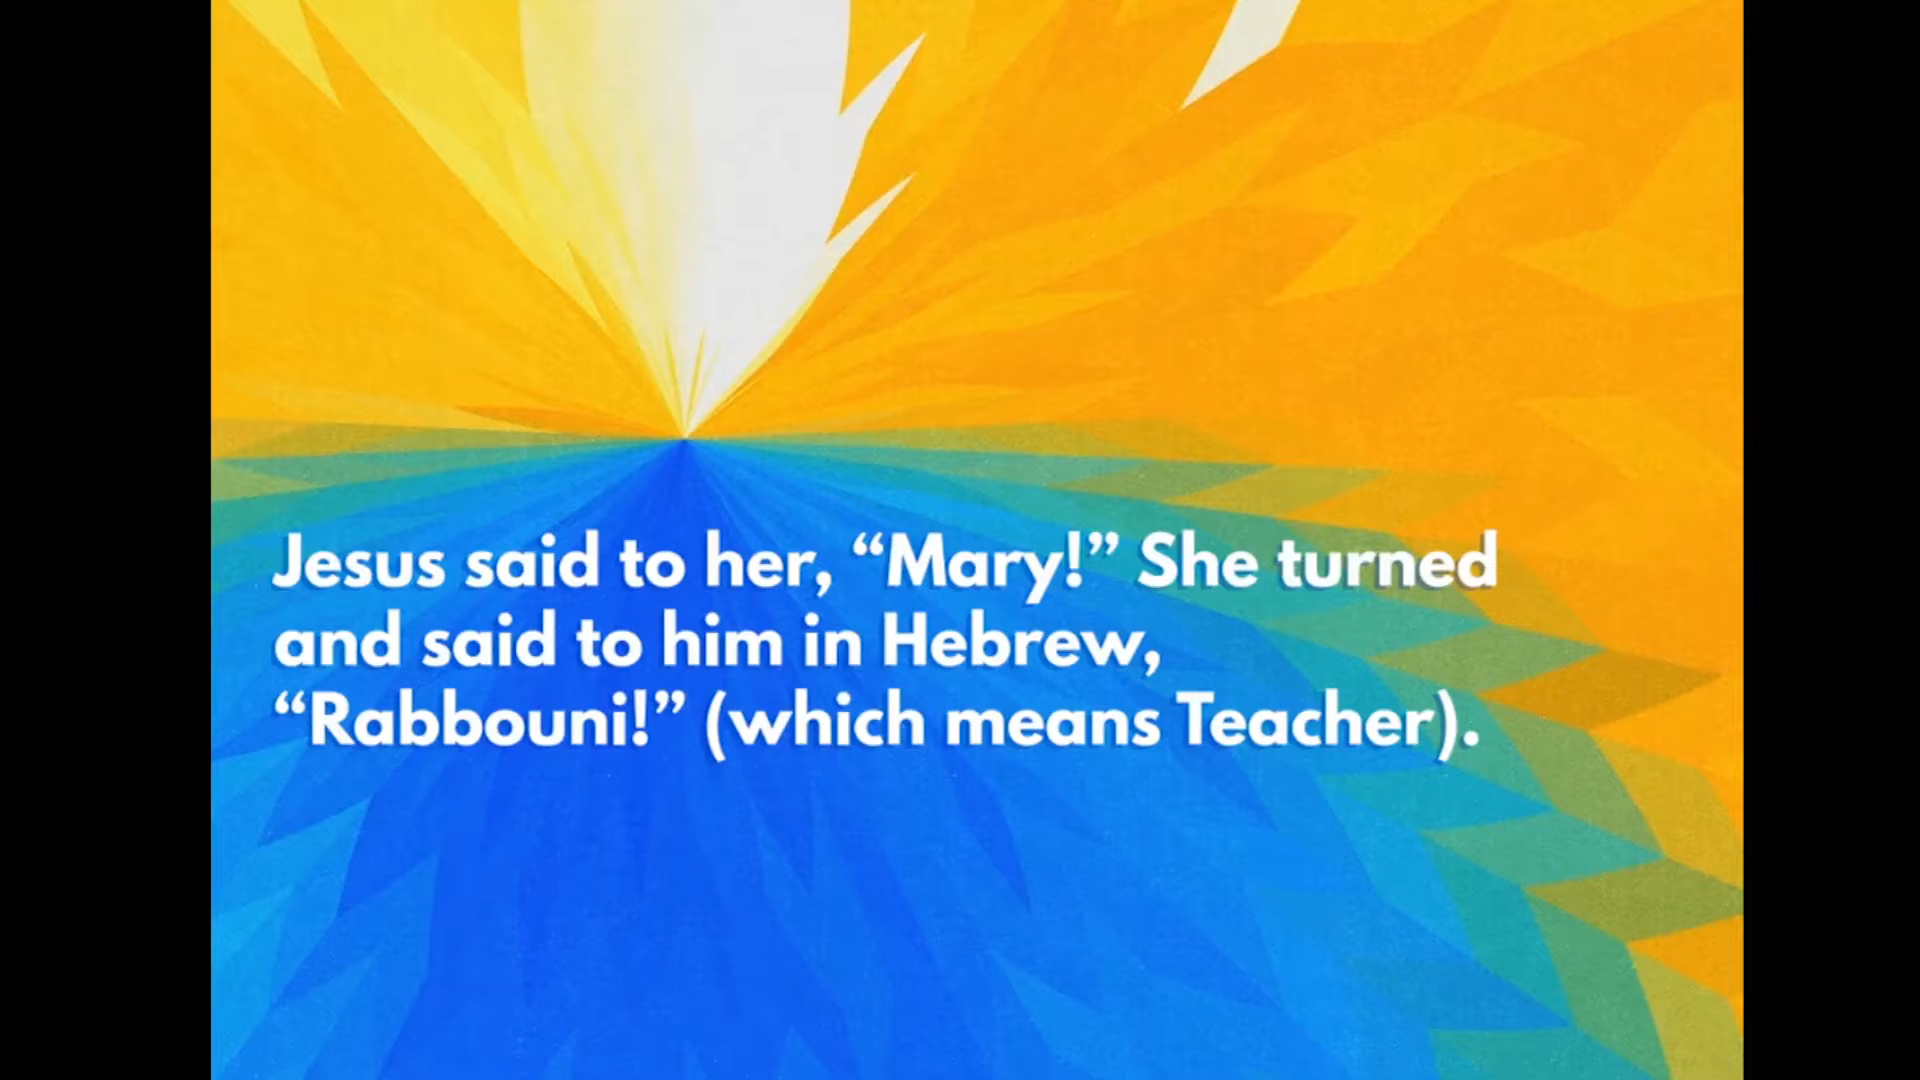 Jesus said to her, “Mary!” She turned
and said to him in Hebrew,
“Rabbouni!” (which means Teacher).